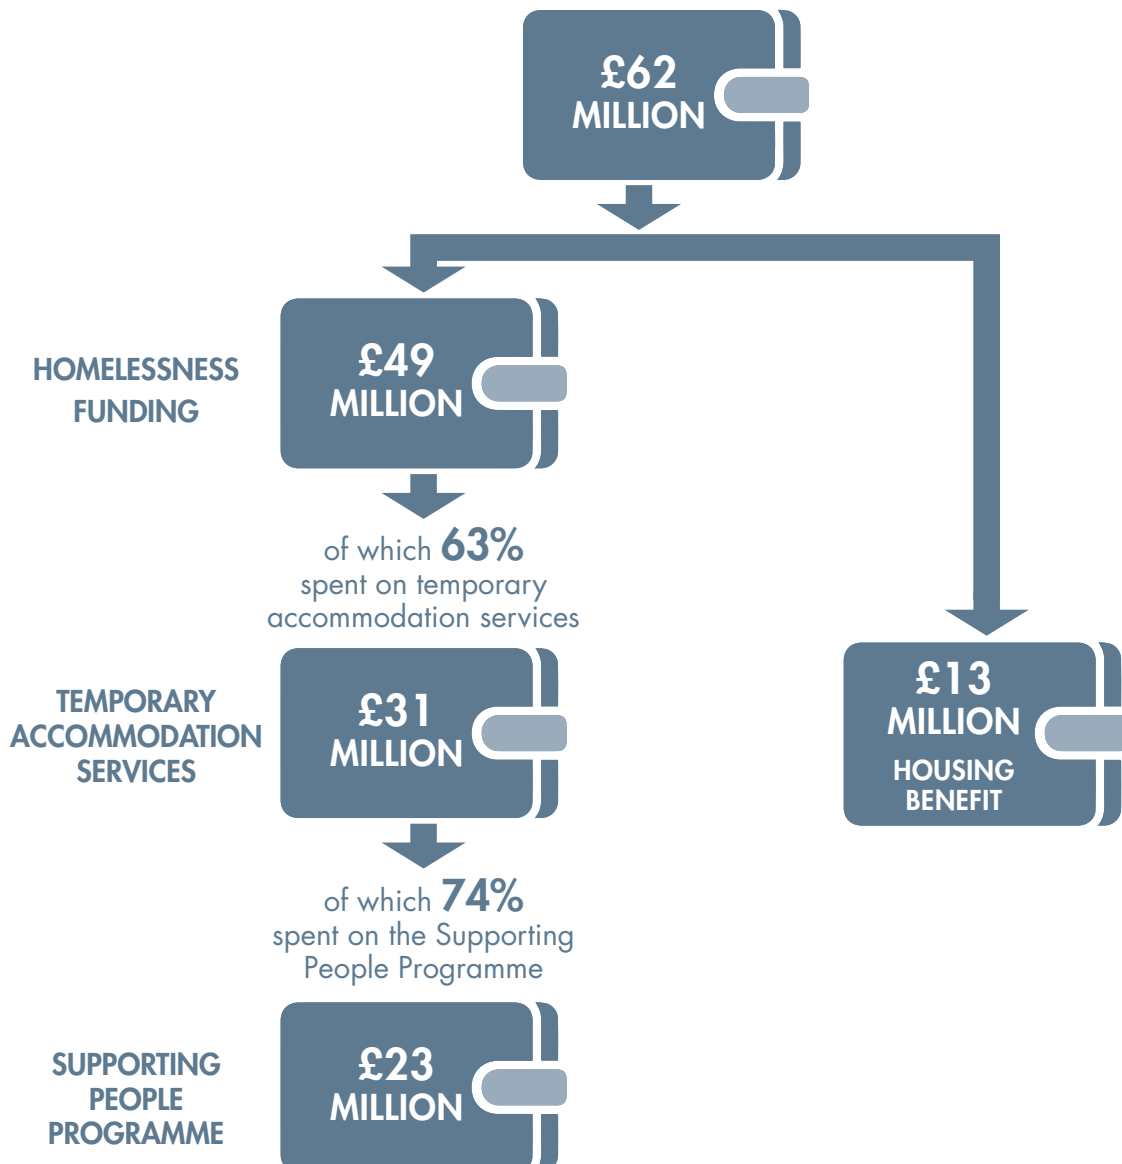 £62
MILLION
HOMELESSNESS
FUNDING
£49
MILLION
of which 63%
spent on temporary
accommodation services
TEMPORARY
ACCOMMODATION
SERVICES
£31
MILLION
£13
MILLION
HOUSING
BENEFIT
of which 74%
spent on the Supporting
People Programme
SUPPORTING
PEOPLE
PROGRAMME
£23
MILLION